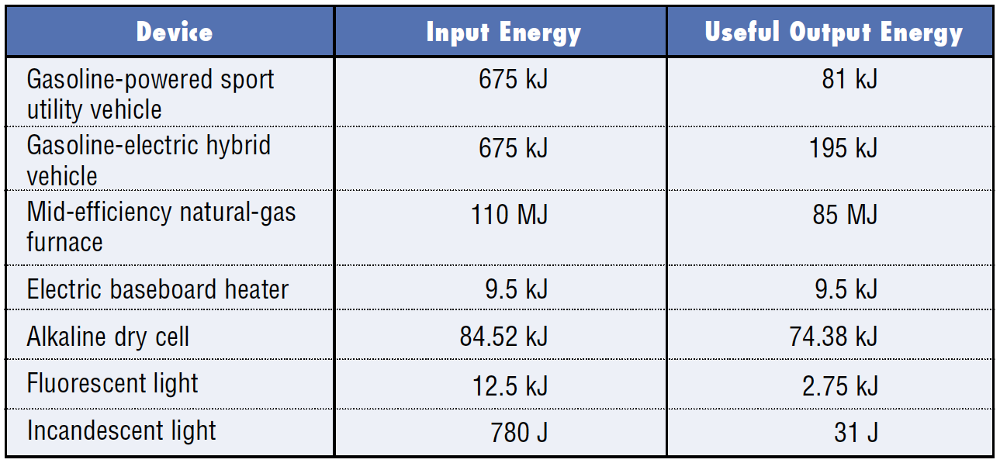 Device Input Energy Useful Output Energy
Gasoline-powered sport 675 kJ 81 kJ
utility vehicle
Gasoline-electric hybrid 675 kJ 195 kJ
vehicle
Mid-efficiency natural-gas 110 MJ 85 MJ
furnace
Electric baseboard heater 9.5 kJ 9.5 kJ
Alkaline dry cell 84.52 kJ 74.38 kJ
Fluorescent light 12.5 kJ 2.75 kJ
Incandescent light 780 J 31 J